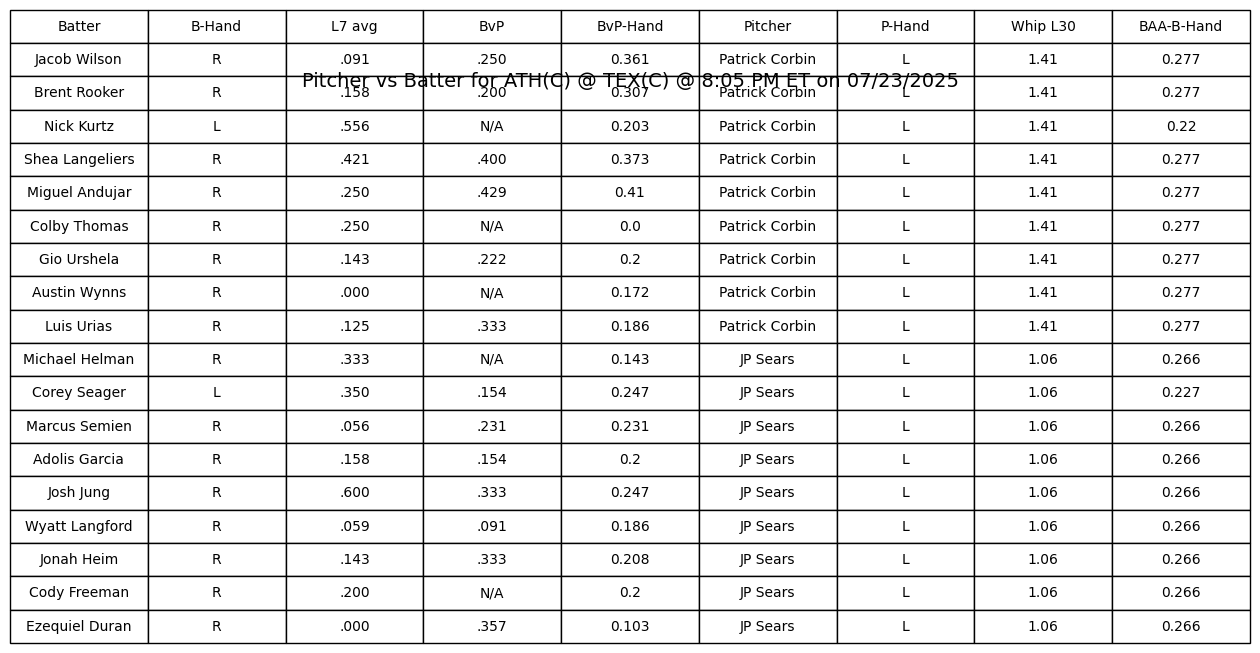 Batter B-Hand L7 avg BvP BvP-Hand Pitcher P-Hand Whip L30 BAA-B-Hand
Jacob Wilson R .091 .250 0.361 Patrick Corbin L 1.41 0.277
Pitcher vs Batter for ATH(C) @ TEX(C) @ 8:05 PM ET on 07/23/2025
Brent Rooker R .158 .200 0.307 Patrick Corbin L 1.41 0.277
Nick Kurtz L .556 N/A 0.203 Patrick Corbin L 1.41 0.22
Shea Langeliers R .421 .400 0.373 Patrick Corbin L 1.41 0.277
Miguel Andujar R .250 .429 0.41 Patrick Corbin L 1.41 0.277
Colby Thomas R .250 N/A 0.0 Patrick Corbin L 1.41 0.277
Gio Urshela R .143 .222 0.2 Patrick Corbin L 1.41 0.277
Austin Wynns R .000 N/A 0.172 Patrick Corbin L 1.41 0.277
Luis Urias R .125 .333 0.186 Patrick Corbin L 1.41 0.277
Michael Helman R .333 N/A 0.143 JP Sears L 1.06 0.266
Corey Seager L .350 .154 0.247 JP Sears L 1.06 0.227
Marcus Semien R .056 .231 0.231 JP Sears L 1.06 0.266
Adolis Garcia R .158 .154 0.2 JP Sears L 1.06 0.266
Josh Jung R .600 .333 0.247 JP Sears L 1.06 0.266
Wyatt Langford R .059 .091 0.186 JP Sears L 1.06 0.266
Jonah Heim R .143 .333 0.208 JP Sears L 1.06 0.266
Cody Freeman R .200 N/A 0.2 JP Sears L 1.06 0.266
Ezequiel Duran R .000 .357 0.103 JP Sears L 1.06 0.266